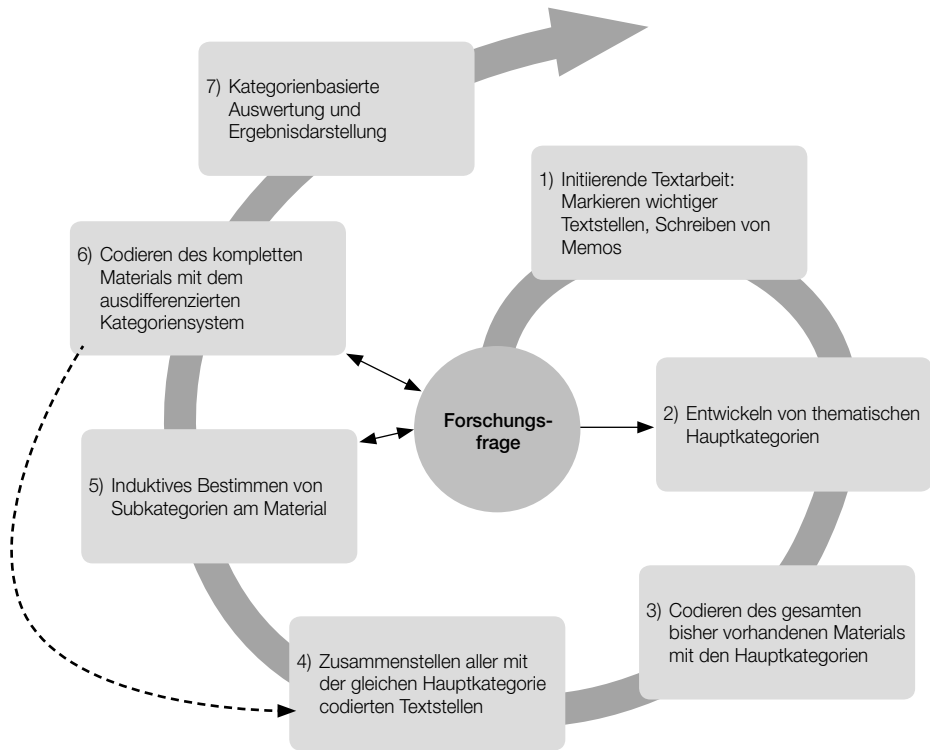 7) Kategorienbasierte
Auswertung und
Ergebnisdarstellung
1) Initiierende Textarbeit:
Markieren wichtiger
Textstellen, Schreiben von
Memos
6) Codieren des kompletten
Materials mit dem
ausdifferenzierten
Kategoriensystem
Forschungs-
frage
2) Entwickeln von thematischen
Hauptkategorien
5) Induktives Bestimmen von
Subkategorien am Material
3) Codieren des gesamten
bisher vorhandenen Materials
mit den Hauptkategorien
4) Zusammenstellen aller mit
der gleichen Hauptkategorie
codierten Textstellen